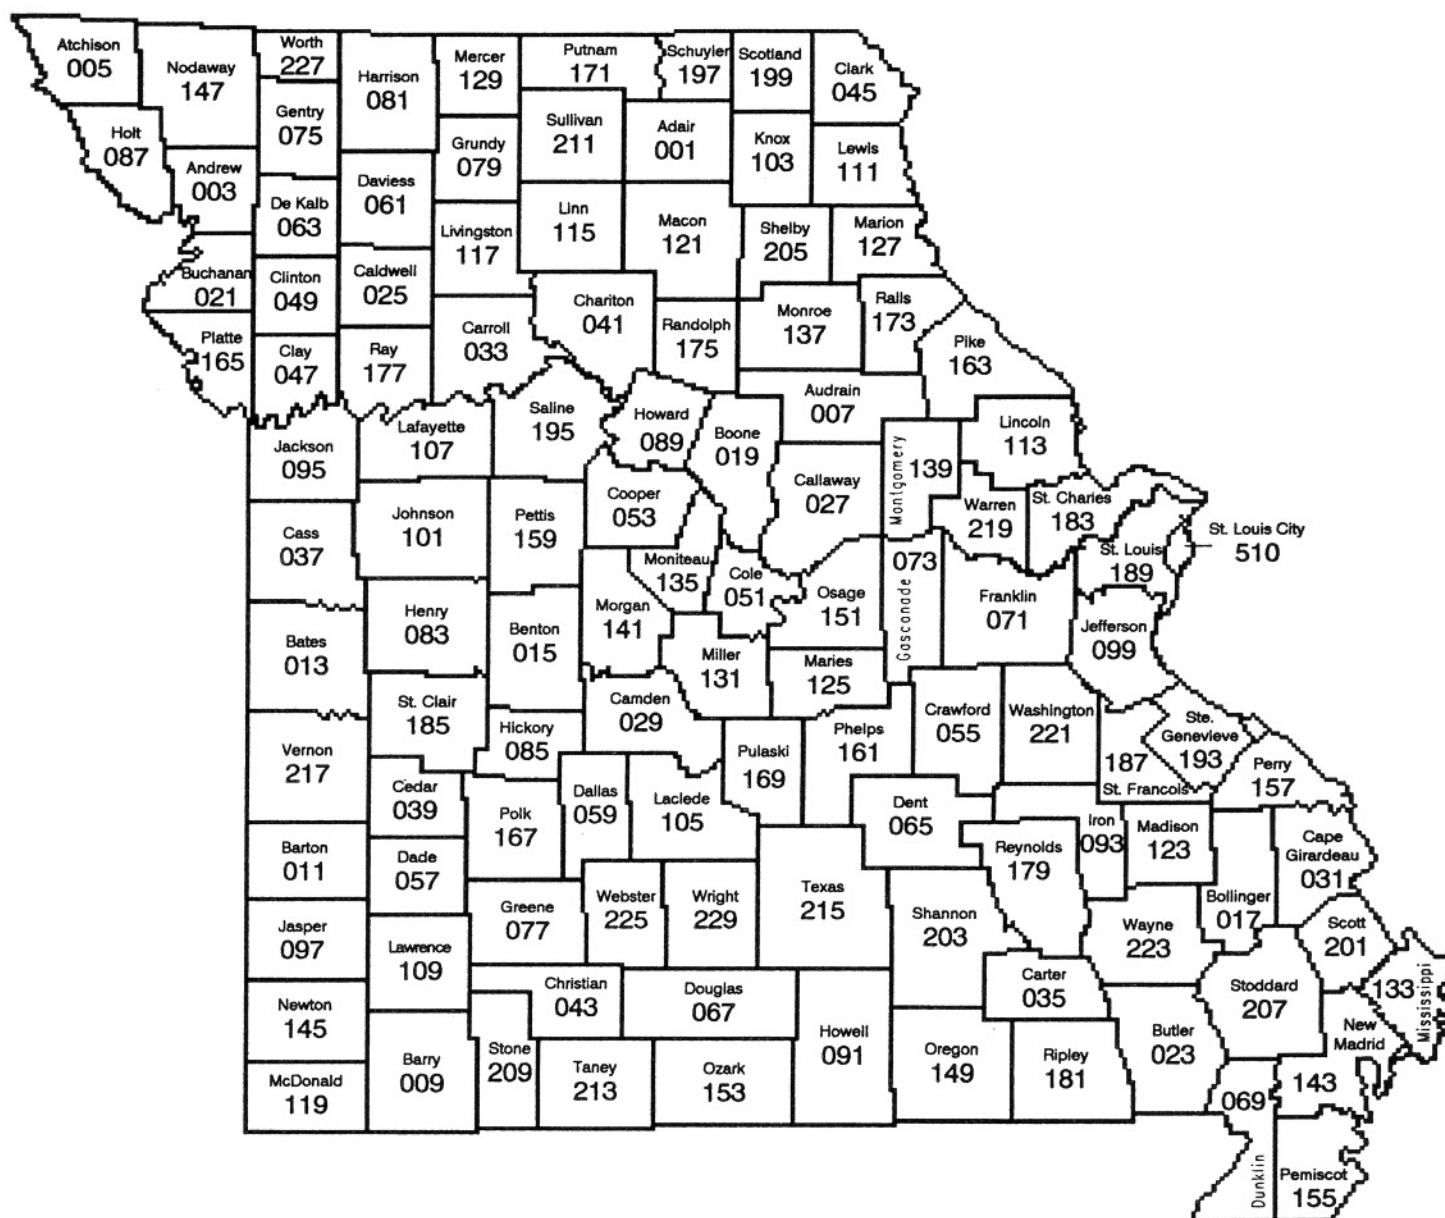 Atchison
005
Nodaway
147
Worth
227
Harrison
081
Mercer
129
Putnam
171
Schuyler
197
Scotland
199
Clark
045
Holt
087
Andrew
003
Gentry
075
Grundy
079
Sullivan
211
Adair
001
Knox
103
Lewis
111
De Kalb
063
Daviess
061
Livingston
117
Linn
115
Macon
121
Shelby
205
Marion
127
Buchanan
021
Clinton
049
Caldwell
025
Carroll
033
Chariton
041
Randolph
175
Monroe
137
Ralls
173
Pike
163
Platte
165
Clay
047
Ray
177
Saline
195
Howard
089
Boone
019
Audrain
007
Lincoln
113
Jackson
095
Lafayette
107
Cooper
053
Callaway
027
Montgomery
139
Warren
219
St. Charles
183
St. Louis
189
St. Louis City
510
Cass
037
Johnson
101
Pettis
159
Moniteau
135
Cole
051
Osage
151
073
Gasconade
Franklin
071
Jefferson
099
Bates
013
Henry
083
Benton
015
Morgan
141
Miller
131
Maries
125
St. Clair
185
Hickory
085
Camden
029
Pulaski
169
Phelps
161
Crawford
055
Washington
221
187
St. Francois
Ste.
Genevieve
193
Perry
157
Vernon
217
Cedar
039
Polk
167
Dallas
059
Laclede
105
Dent
065
Iron
093
Reynolds
179
Madison
123
Bollinger
017
Cape
Girardeau
031
Barton
011
Dade
057
Greene
077
Webster
225
Wright
229
Texas
215
Shannon
203
Wayne
223
Scott
201
Jasper
097
Lawrence
109
Christian
043
Douglas
067
Carter
035
Stoddard
207
133
Mississippi
Newton
145
Barry
009
Stone
209
Taney
213
Ozark
153
Howell
091
Oregon
149
Ripley
181
Butler
023
New
Madrid
143
McDonald
119
069
Dunklin
Pemiscot
155